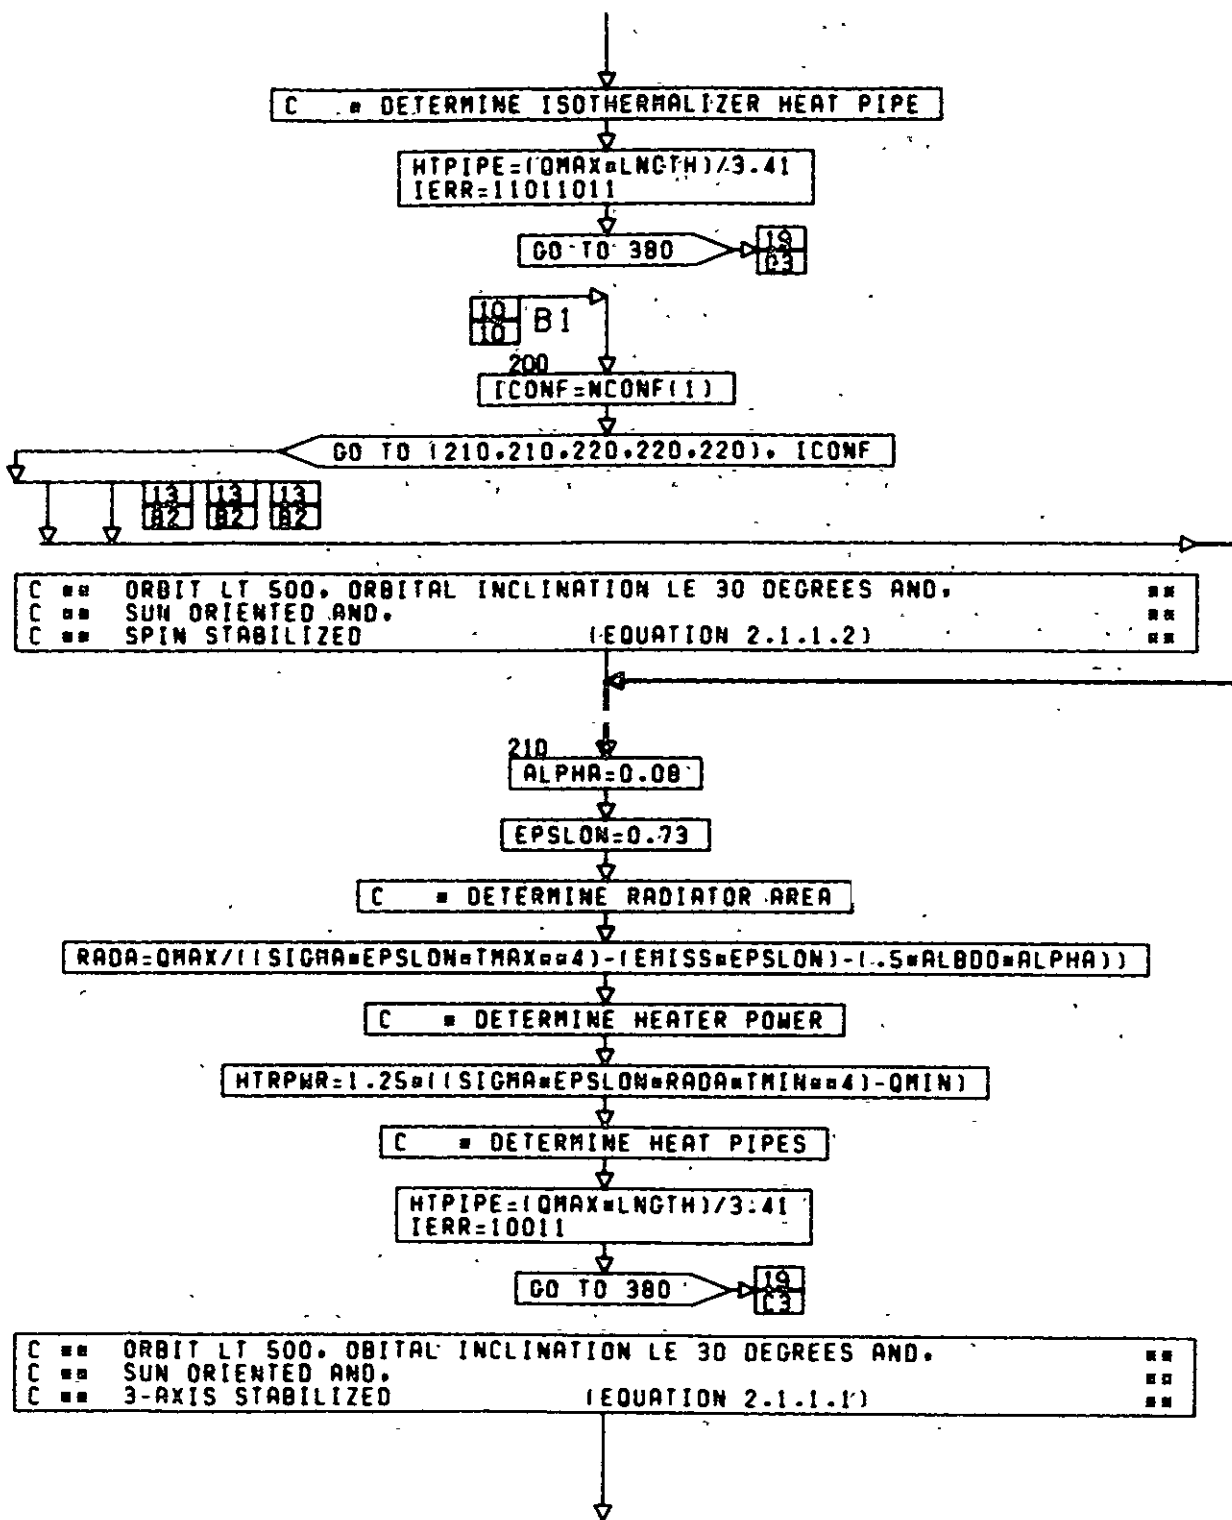 C * DETERMINE ISOTHERMALIZER HEAT PIPE
HTPIPE=(QMAX*LNGTH)/3.41
IERR=11011011
GO TO 380
19
C3
10
10
B1
200
ICONF=NCONF(1)
GO TO (210,210,220,220,220), ICONF
13 13 13
A2 A2 A2
C ** ORBIT LT 500, ORBITAL INCLINATION LE 30 DEGREES AND, **
C ** SUN ORIENTED AND, **
C ** SPIN STABILIZED (EQUATION 2.1.1.2) **
210
ALPHA=0.08
EPSLON=0.73
C * DETERMINE RADIATOR AREA
RADA=QMAX/((SIGMA*EPSLON*TMAX**4)-(EMISS*EPSLON)-(.5*ALBDO*ALPHA))
C * DETERMINE HEATER POWER
HTRPWR=1.25*((SIGMA*EPSLON*RADA*TMIN**4)-QMIN)
C * DETERMINE HEAT PIPES
HTPIPE=(QMAX*LNGTH)/3.41
IERR=10011
GO TO 380
19
C3
C ** ORBIT LT 500, OBITAL INCLINATION LE 30 DEGREES AND, **
C ** SUN ORIENTED AND, **
C ** 3-AXIS STABILIZED (EQUATION 2.1.1.1) **